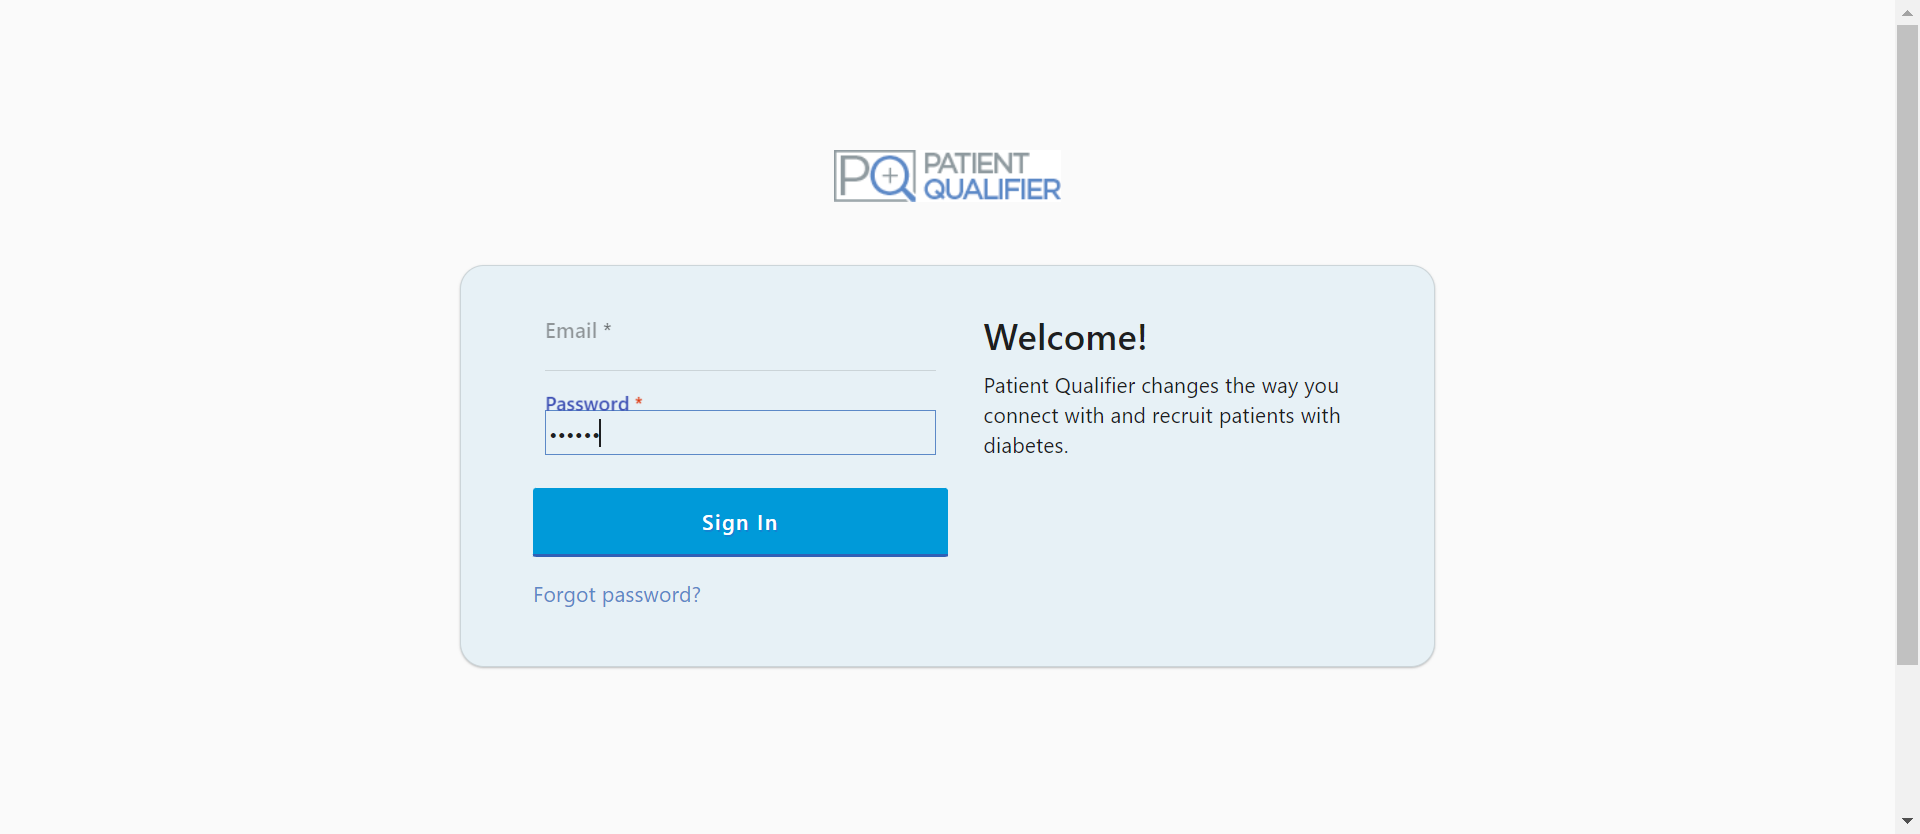 PQ PATIENT
QUALIFIER
Email *
Password *
••••••
Sign In
Forgot password?
Welcome!
Patient Qualifier changes the way you
connect with and recruit patients with
diabetes.